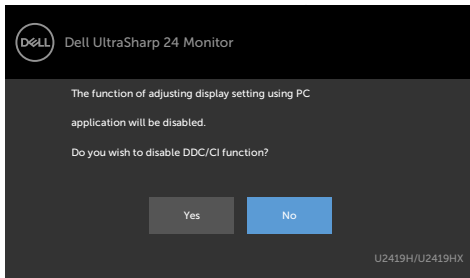 DELL Dell UltraSharp 24 Monitor
The function of adjusting display setting using PC
application will be disabled.
Do you wish to disable DDC/CI function?
Yes No
U2419H/U2419HX